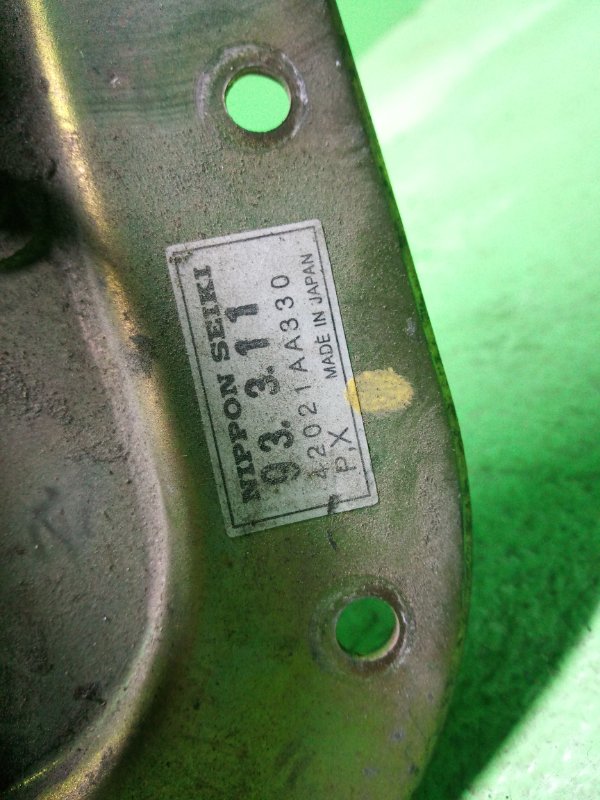 NIPPON SEIKI
93. 3.11
42021AA330
P,X MADE IN JAPAN